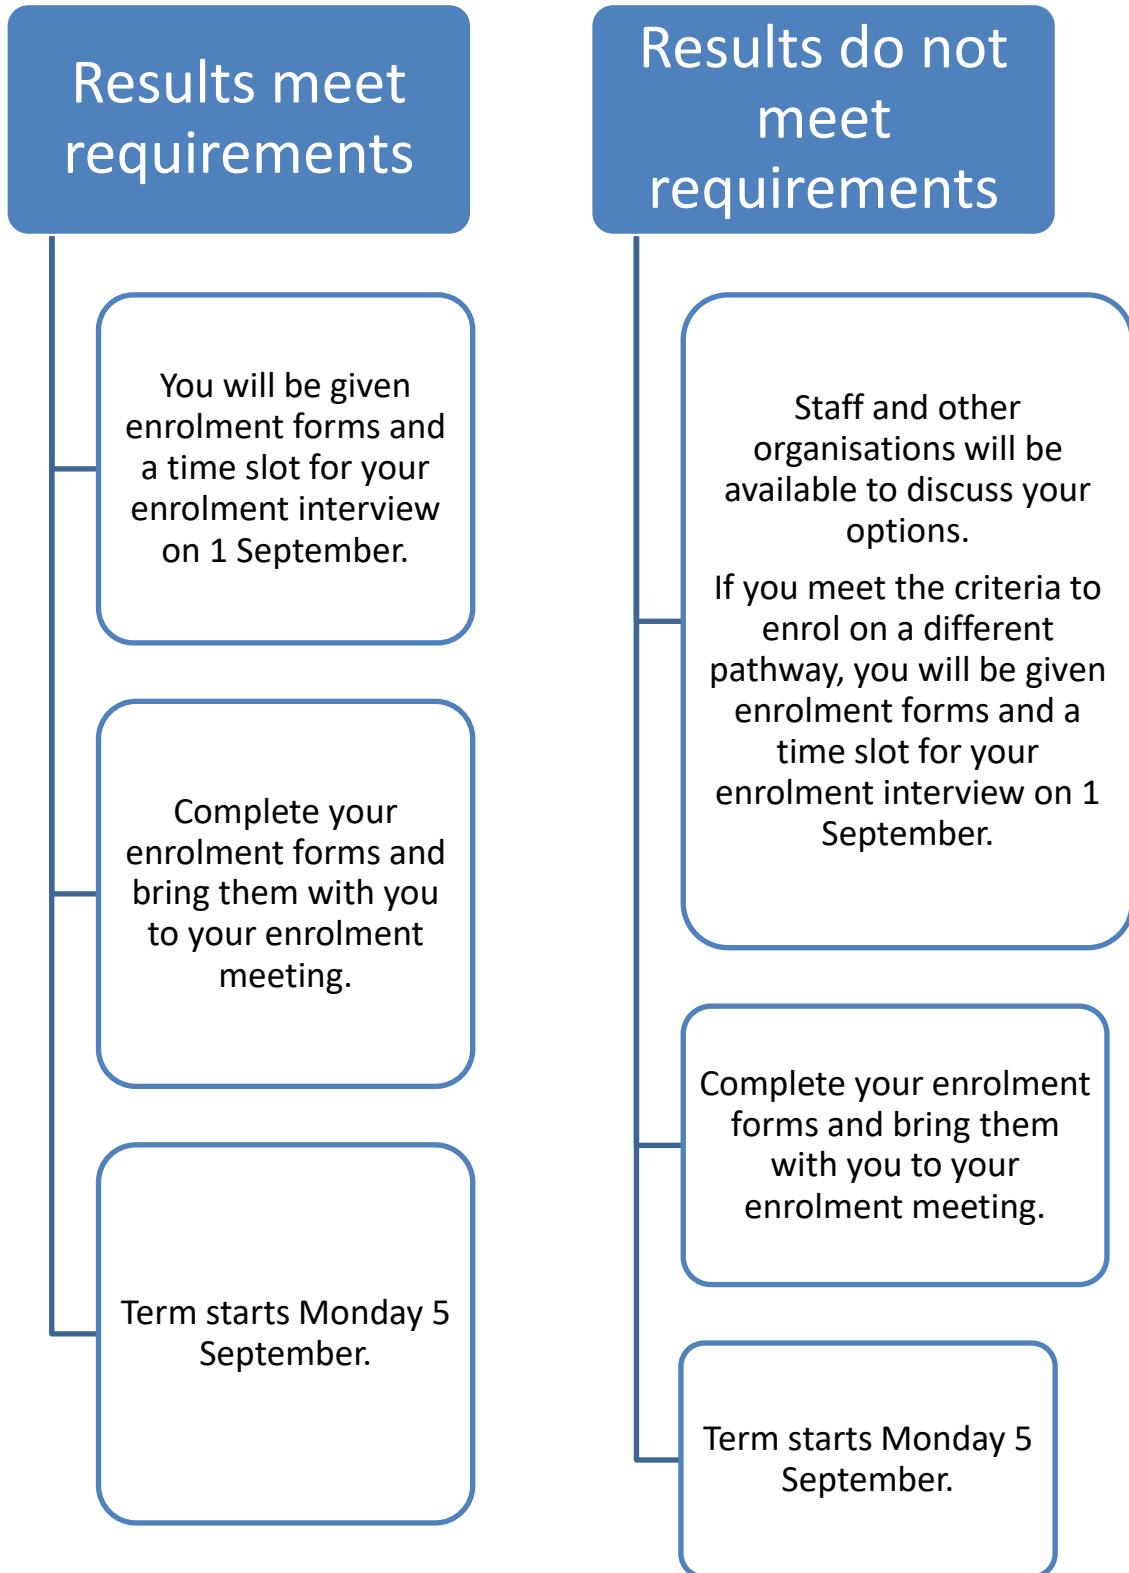 Results meet
requirements
You will be given
enrolment forms and
a time slot for your
enrolment interview
on 1 September.
Complete your
enrolment forms and
bring them with you
to your enrolment
meeting.
Term starts Monday 5
September.
Results do not
meet
requirements
Staff and other
organisations will be
available to discuss your
options.
If you meet the criteria to
enrol on a different
pathway, you will be given
enrolment forms and a
time slot for your
enrolment interview on 1
September.
Complete your enrolment
forms and bring them
with you to your
enrolment meeting.
Term starts Monday 5
September.